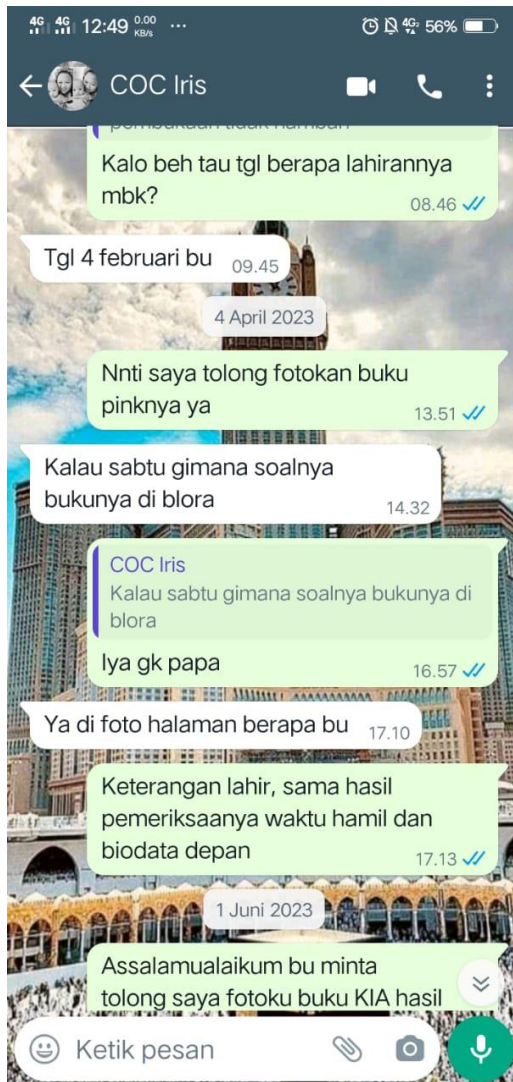 4G 4G 12:49 0.00 KB/s ... 4G 56%
COC Iris
pembukaan tidak hambah
Kalo beh tau tgl berapa lahirannya
mbk?
08.46
Tgl 4 februari bu 09.45
4 April 2023
Nnti saya tolong fotokan buku
pinknya ya
13.51
Kalau sabtu gimana soalnya
bukunya di blora
14.32
COC Iris
Kalau sabtu gimana soalnya bukunya di
blora
Iya gk papa
16.57
Ya di foto halaman berapa bu 17.10
Keterangan lahir, sama hasil
pemeriksaanya waktu hamil dan
biodata depan
17.13
1 Juni 2023
Assalamualaikum bu minta
tolong saya fotoku buku KIA hasil
Ketik pesan